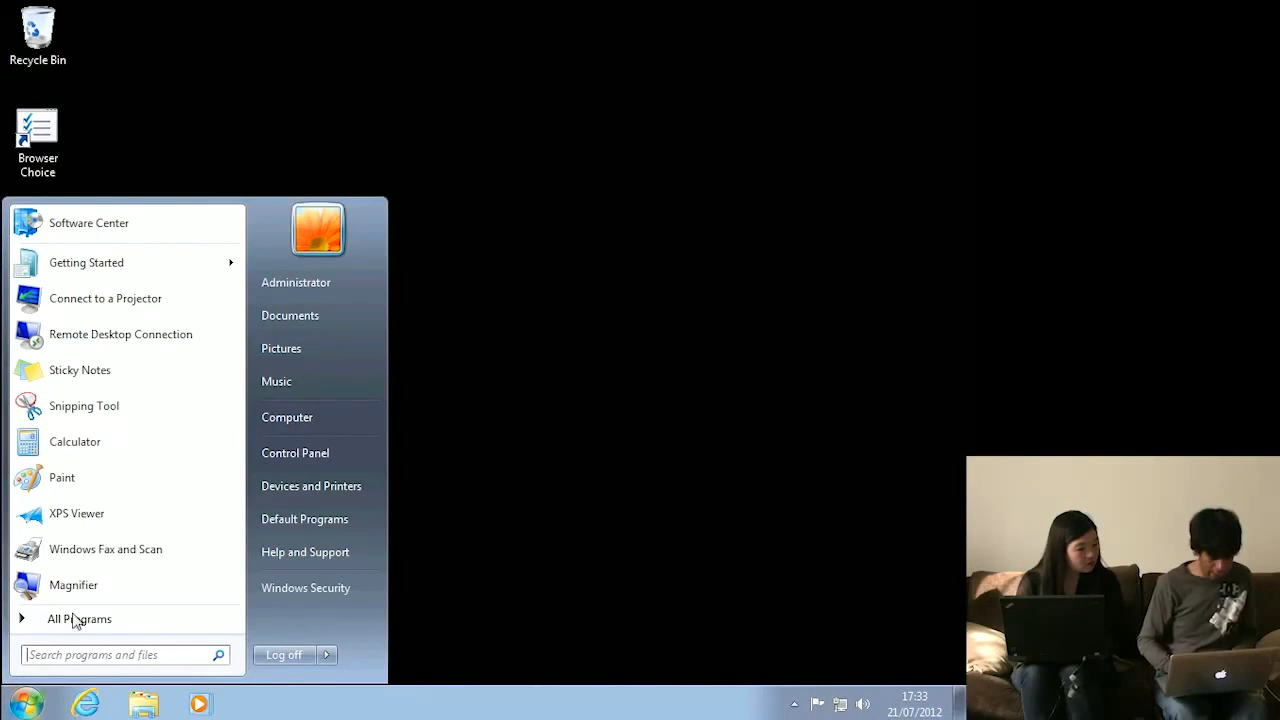 Recycle Bin
Browser
Choice
Software Center
Getting Started
Connect to a Projector
Remote Desktop Connection
Sticky Notes
Snipping Tool
Calculator
Paint
XPS Viewer
Windows Fax and Scan
Magnifier
All Programs
Search programs and files
Administrator
Documents
Pictures
Music
Computer
Control Panel
Devices and Printers
Default Programs
Help and Support
Windows Security
Log off
17:33
21/07/2012